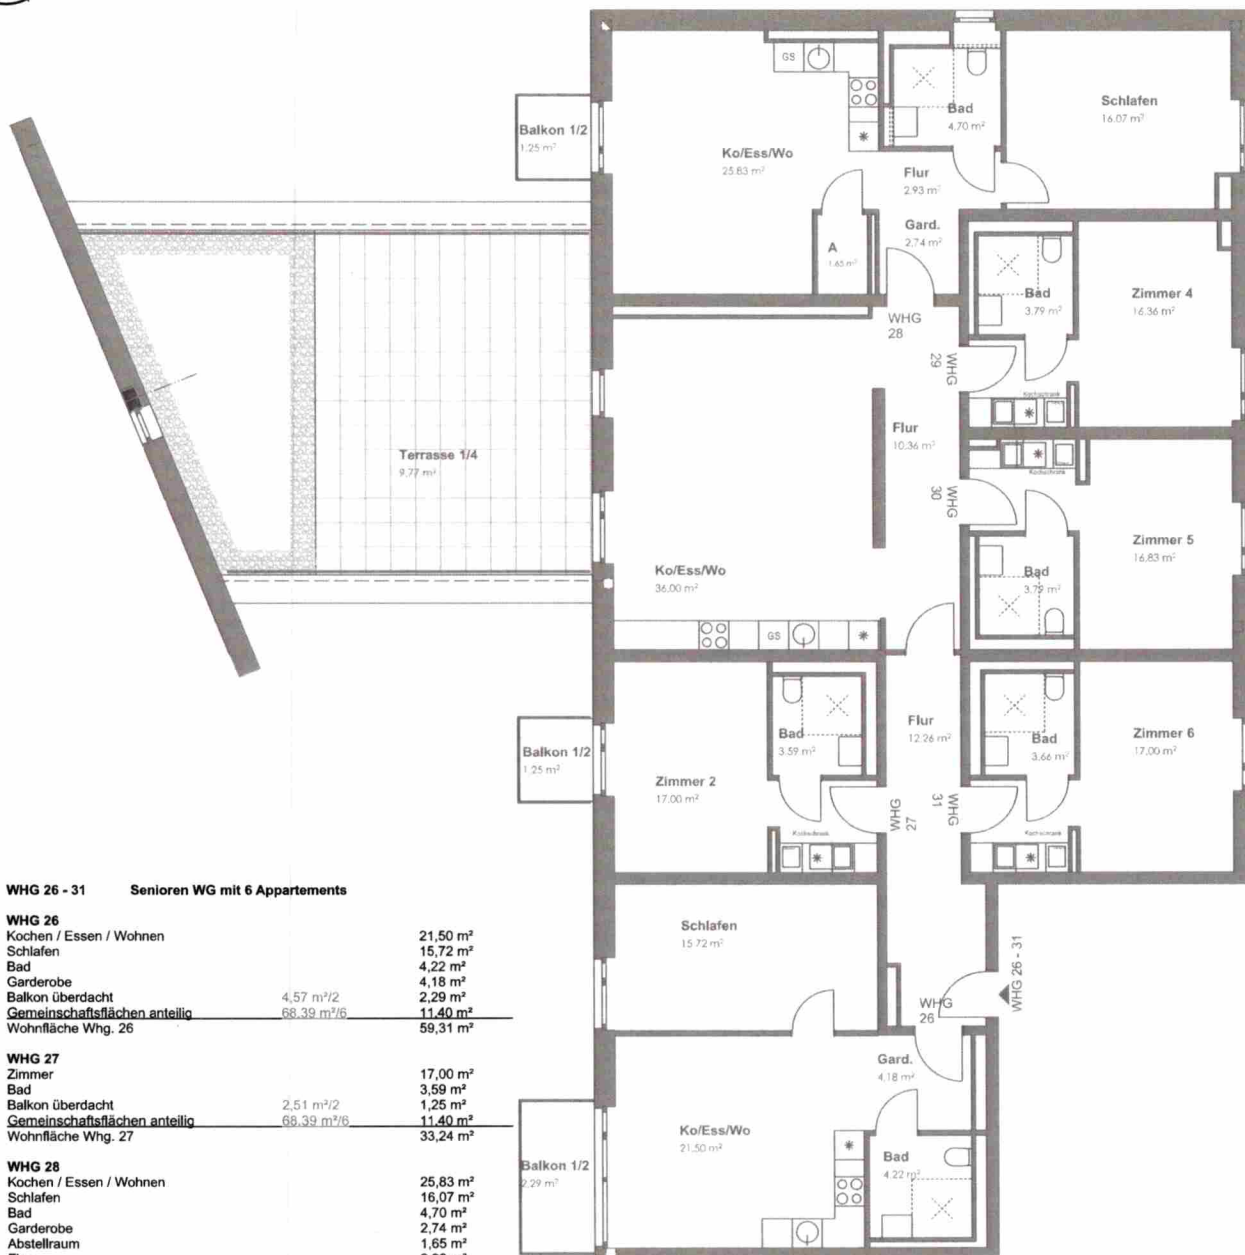 GS
Balkon 1/2
1.25 m²
Ko/Ess/Wo
25.83 m²
Bad
4.70 m²
Schlafen
16.07 m²
Flur
2.93 m²
Gard.
2.74 m²
A
1.65 m²
Bad
3.79 m²
Zimmer 4
16.36 m²
WHG
28
WHG
29
Kochschrank
Flur
10.36 m²
Terrasse 1/4
9.77 m²
Kochschrank
WHG
30
Zimmer 5
16.83 m²
Bad
3.79 m²
Ko/Ess/Wo
36.00 m²
GS
Balkon 1/2
1.25 m²
Bad
3.59 m²
Flur
12.26 m²
Bad
3.66 m²
Zimmer 6
17.00 m²
Zimmer 2
17.00 m²
WHG
27
WHG
31
Kochschrank
Kochschrank
Schlafen
15.72 m²
WHG
26
WHG 26 - 31
Gard.
4.18 m²
Ko/Ess/Wo
21.50 m²
Balkon 1/2
2.29 m²
Bad
4.22 m²
WHG 26 - 31 Senioren WG mit 6 Appartements
WHG 26
Kochen / Essen / Wohnen 21,50 m²
Schlafen 15,72 m²
Bad 4,22 m²
Garderobe 4,18 m²
Balkon überdacht 4,57 m²/2 2,29 m²
Gemeinschaftsflächen anteilig 68.39 m²/6 11.40 m²
Wohnfläche Whg. 26 59,31 m²
WHG 27
Zimmer 17,00 m²
Bad 3,59 m²
Balkon überdacht 2,51 m²/2 1,25 m²
Gemeinschaftsflächen anteilig 68.39 m²/6 11.40 m²
Wohnfläche Whg. 27 33,24 m²
WHG 28
Kochen / Essen / Wohnen 25,83 m²
Schlafen 16,07 m²
Bad 4,70 m²
Garderobe 2,74 m²
Abstellraum 1,65 m²